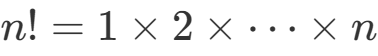 n! = 1 × 2 × ··· × n